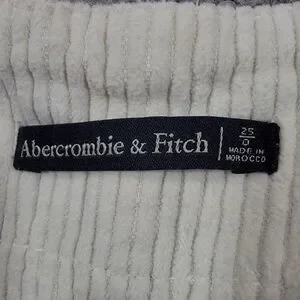 Abercrombie & Fitch
25
0
MADE IN
MOROCCO